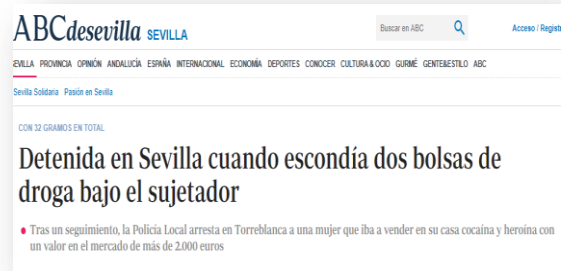 ABCdesevilla SEVILLA
Buscar en ABC
Acceso / Registr
EVILLA PROVINCIA OPINIÓN ANDALUCÍA ESPAÑA INTERNACIONAL ECONOMÍA DEPORTES CONOCER CULTURA & OCIO GURMÉ GENTE&ESTILO ABC
Sevilla Solidaria Pasión en Sevilla
CON 32 GRAMOS EN TOTAL
Detenida en Sevilla cuando escondía dos bolsas de
droga bajo el sujetador
Tras un seguimiento, la Policía Local arresta en Torreblanca a una mujer que iba a vender en su casa cocaína y heroína con
un valor en el mercado de más de 2.000 euros